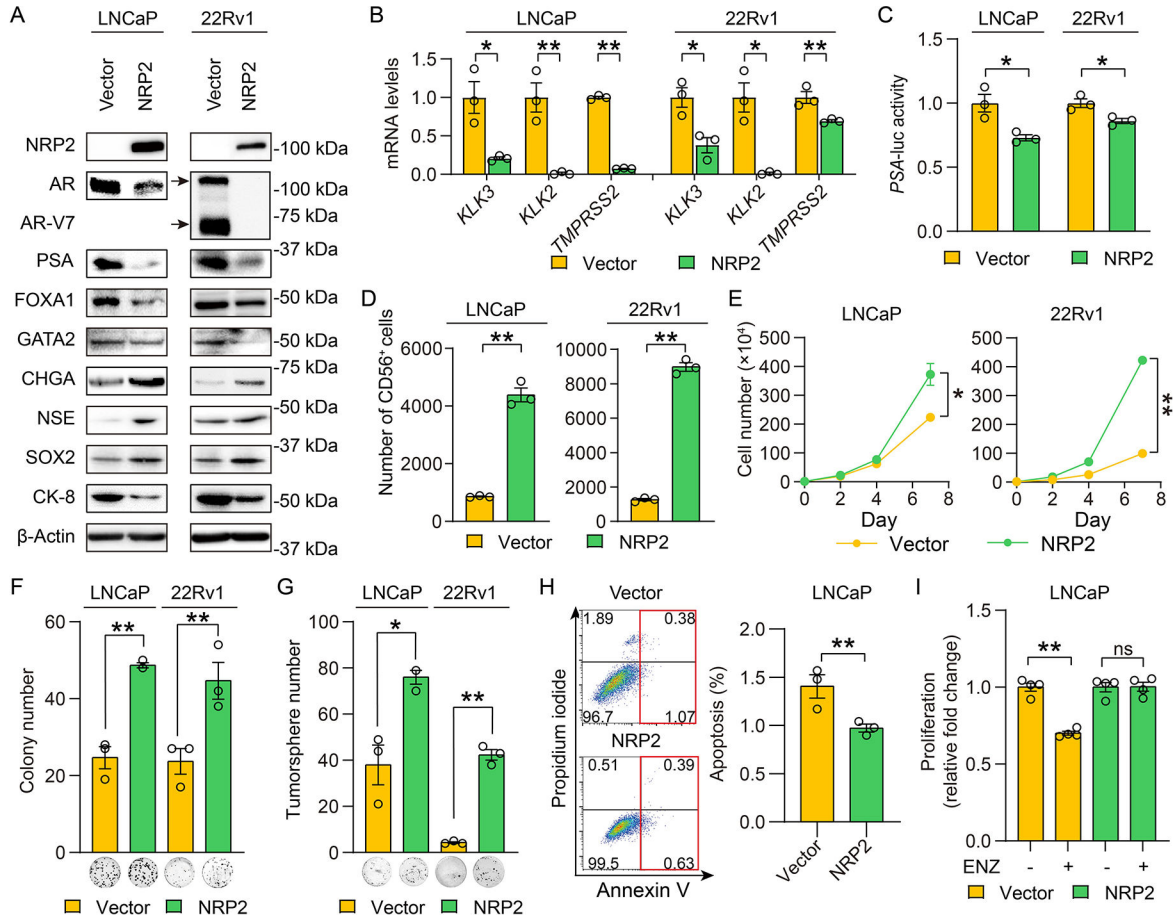 A
LNCaP
22Rv1
Vector
NRP2
Vector
NRP2
NRP2
-100 kDa
AR
-100 kDa
AR-V7
-75 kDa
PSA
-37 kDa
FOXA1
-50 kDa
GATA2
-50 kDa
CHGA
-75 kDa
NSE
-50 kDa
SOX2
-37 kDa
CK-8
-50 kDa
β-Actin
-37 kDa
B
LNCaP
22Rv1
mRNA levlels
1.5
1.0
0.5
0.0
*
**
**
*
*
**
KLK3
KLK2
TMPRSS2
KLK3
KLK2
TMPRSS2
Vector
NRP2
C
LNCaP
22Rv1
PSA-luc activity
1.5
1.0
0.5
0.0
*
*
Vector
NRP2
D
LNCaP
22Rv1
Number of CD56⁺ cells
6000
4000
2000
0
**
10000
8000
6000
4000
2000
0
**
Vector
NRP2
E
LNCaP
22Rv1
Cell number (×10⁴)
500
400
300
200
100
0
*
0 2 4 6 8
Day
500
400
300
200
100
0
**
0 2 4 6 8
Day
Vector
NRP2
F
LNCaP
22Rv1
Colony number
60
40
20
0
**
**
Vector
NRP2
G
LNCaP
22Rv1
Tumorsphere number
100
80
60
40
20
0
*
**
Vector
NRP2
H
Vector
1.89
0.38
96.7
1.07
NRP2
0.51
0.39
99.5
0.63
Propidium iodide
Annexin V
LNCaP
Apoptosis (%)
2.0
1.5
1.0
0.5
0.0
**
Vector
NRP2
I
LNCaP
Proliferation
(relative fold change)
1.5
1.0
0.5
0.0
**
ns
ENZ - + - +
Vector
NRP2